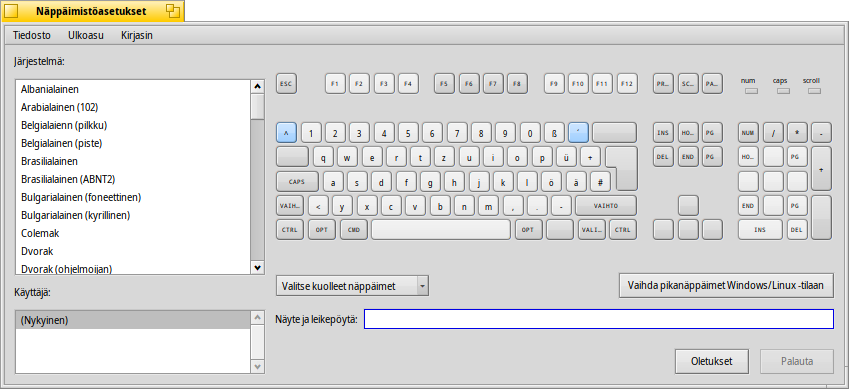 Näppäimistöasetukset
Tiedosto Ulkoasu Kirjasin
Järjestelmä:
Albanialainen
Arabialainen (102)
Belgialaienn (pilkku)
Belgialainen (piste)
Brasilialainen
Brasilialainen (ABNT2)
Bulgarialainen (foneettinen)
Bulgarialainen (kyrillinen)
Colemak
Dvorak
Dvorak (ohjelmoijan)
Käyttäjä:
(Nykyinen)
ESC F1 F2 F3 F4 F5 F6 F7 F8 F9 F10 F11 F12 PR... SC... PA... num caps scroll
^ 1 2 3 4 5 6 7 8 9 0 ß ´ INS HO... PG NUM / * -
q w e r t z u i o p ü + DEL END PG HO... PG +
CAPS a s d f g h j k l ö ä #
VAIH... < y x c v b n m , . - VAIHTO END PG
CTRL OPT CMD OPT VALI... CTRL INS DEL
Valitse kuolleet näppäimet
Vaihda pikanäppäimet Windows/Linux -tilaan
Näyte ja leikepöytä:
Oletukset Palauta